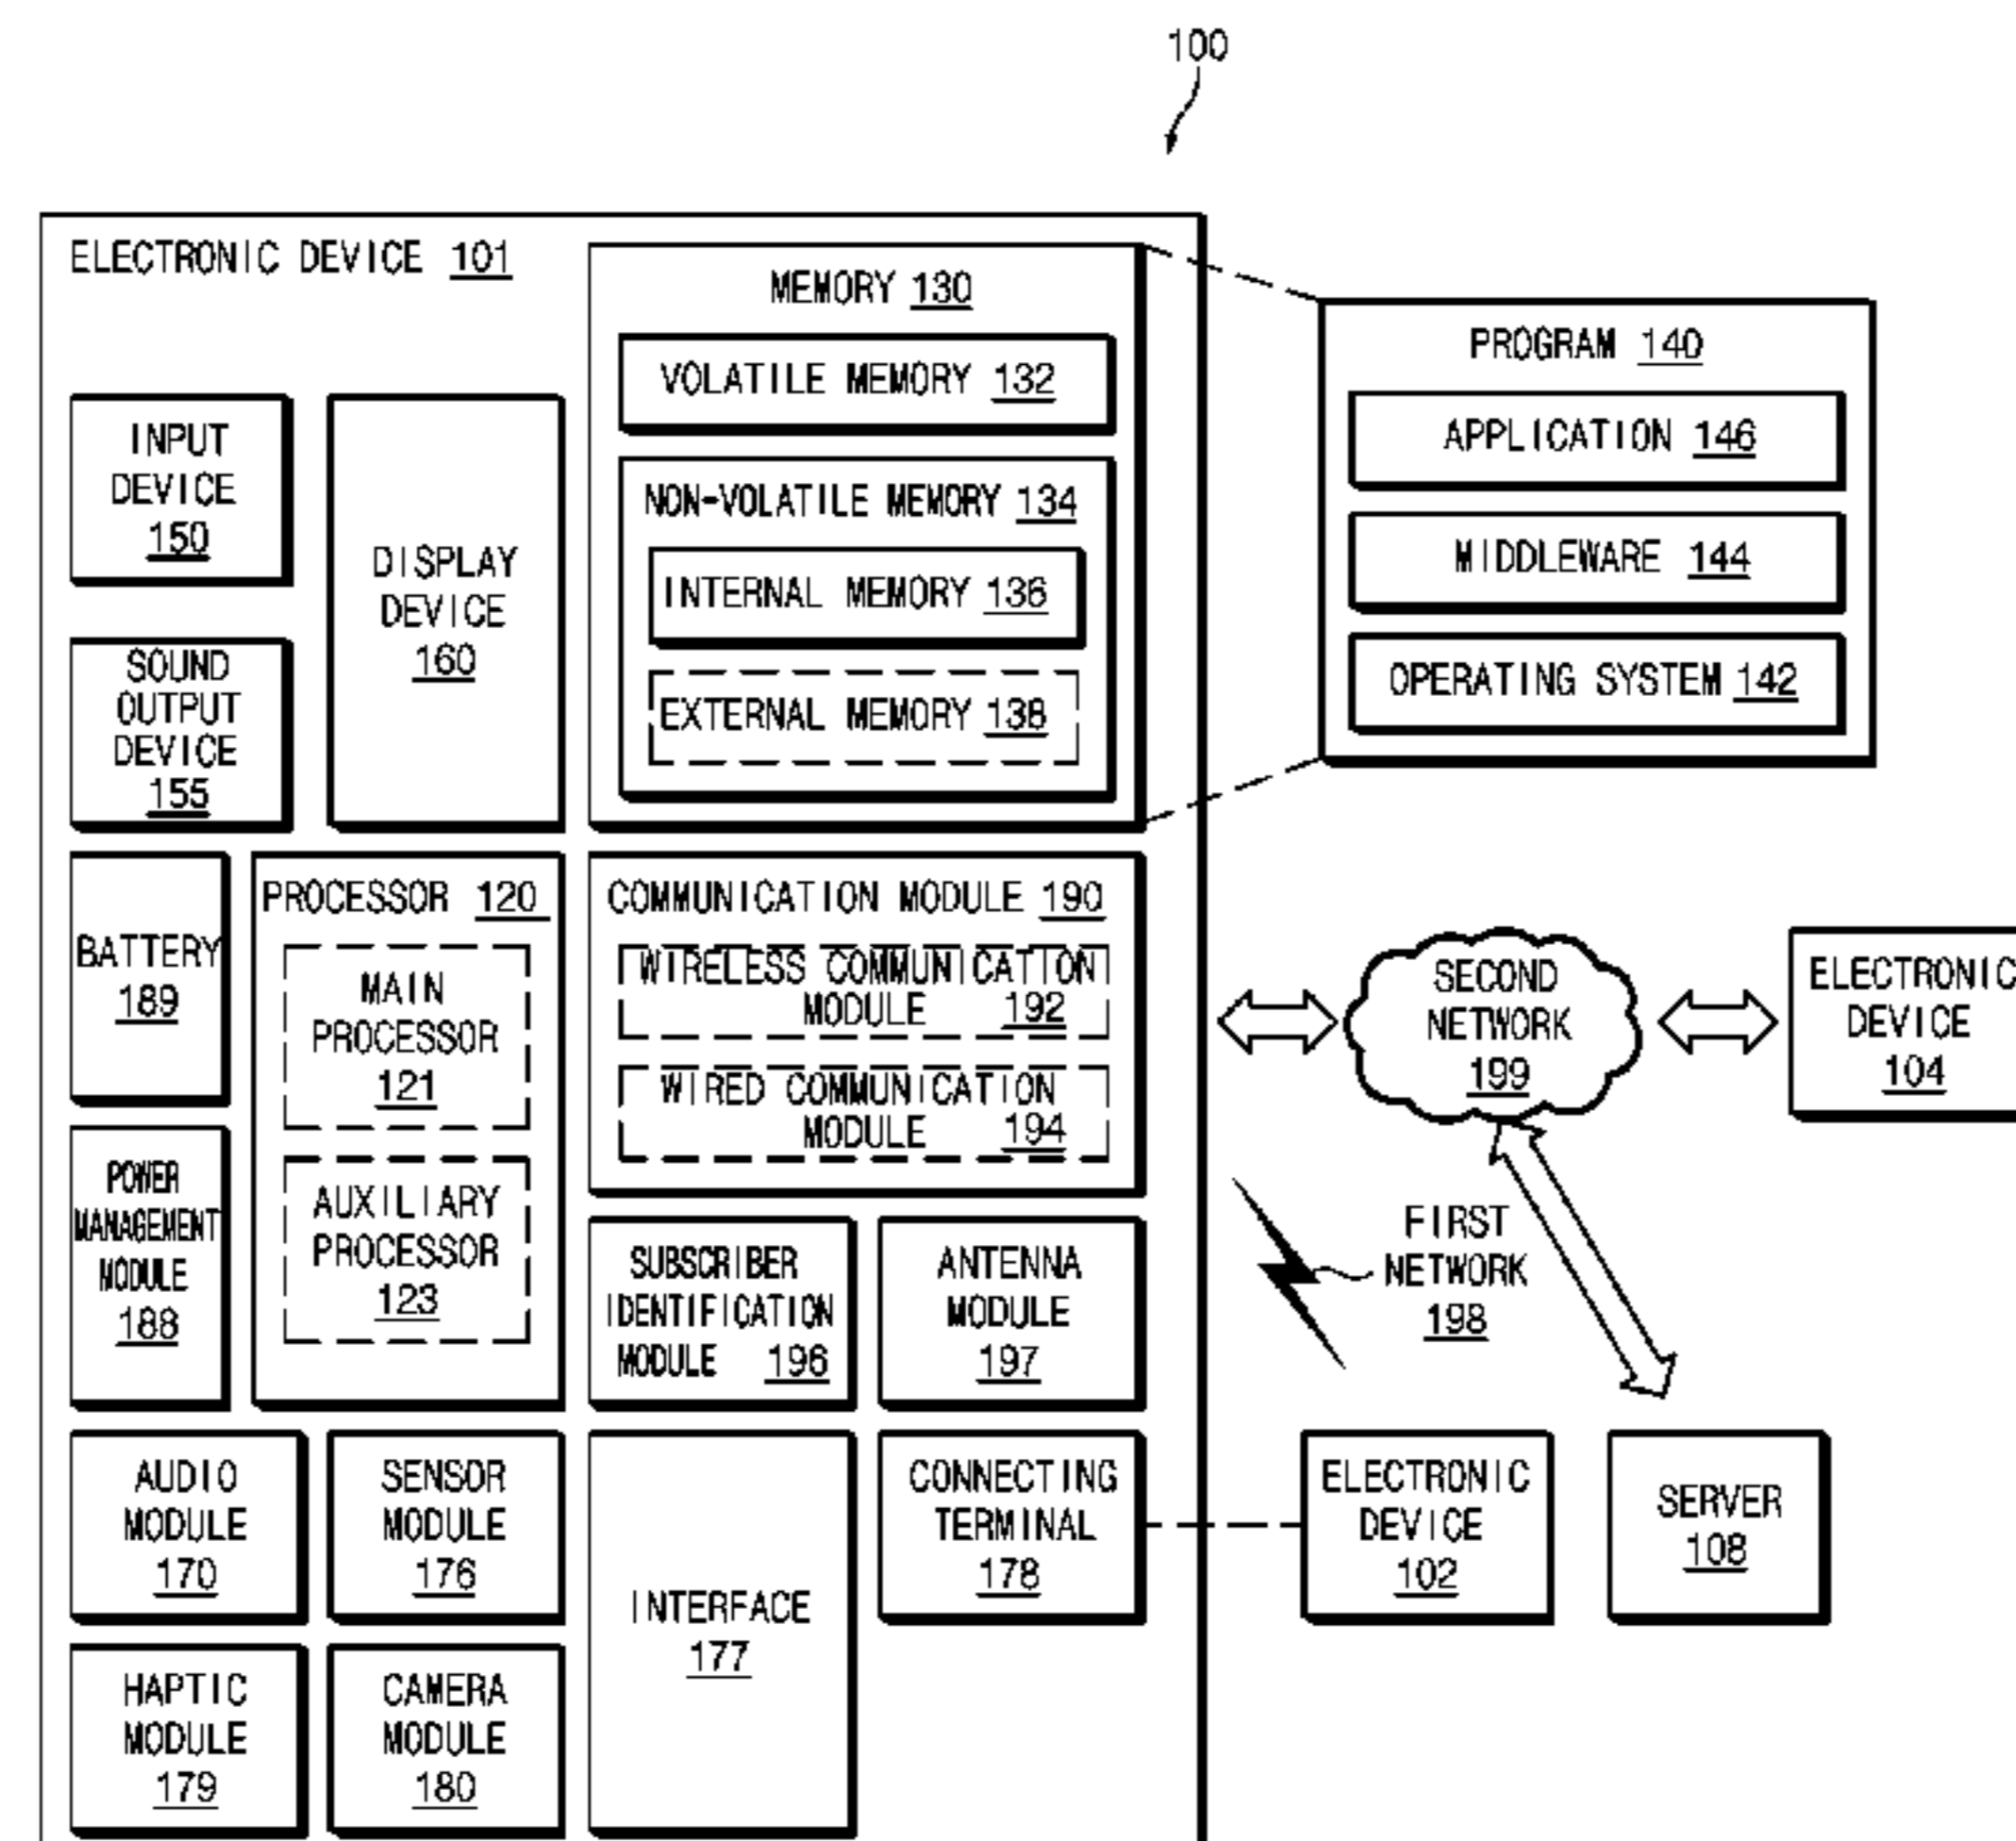 100
ELECTRONIC DEVICE 101
MEMORY 130
VOLATILE MEMORY 132
NON-VOLATILE MEMORY 134
INTERNAL MEMORY 136
EXTERNAL MEMORY 138
PROGRAM 140
APPLICATION 146
MIDDLEWARE 144
OPERATING SYSTEM 142
INPUT
DEVICE
150
SOUND
OUTPUT
DEVICE
155
DISPLAY
DEVICE
160
BATTERY
189
POWER
MANAGEMENT
MODULE
188
PROCESSOR 120
MAIN
PROCESSOR
121
AUXILIARY
PROCESSOR
123
COMMUNICATION MODULE 190
WIRELESS COMMUNICATION
MODULE 192
WIRED COMMUNICATION
MODULE 194
SUBSCRIBER
IDENTIFICATION
MODULE 196
ANTENNA
MODULE
197
SECOND
NETWORK
199
ELECTRONIC
DEVICE
104
FIRST
NETWORK
198
AUDIO
MODULE
170
SENSOR
MODULE
176
INTERFACE
177
CONNECTING
TERMINAL
178
ELECTRONIC
DEVICE
102
SERVER
108
HAPTIC
MODULE
179
CAMERA
MODULE
180